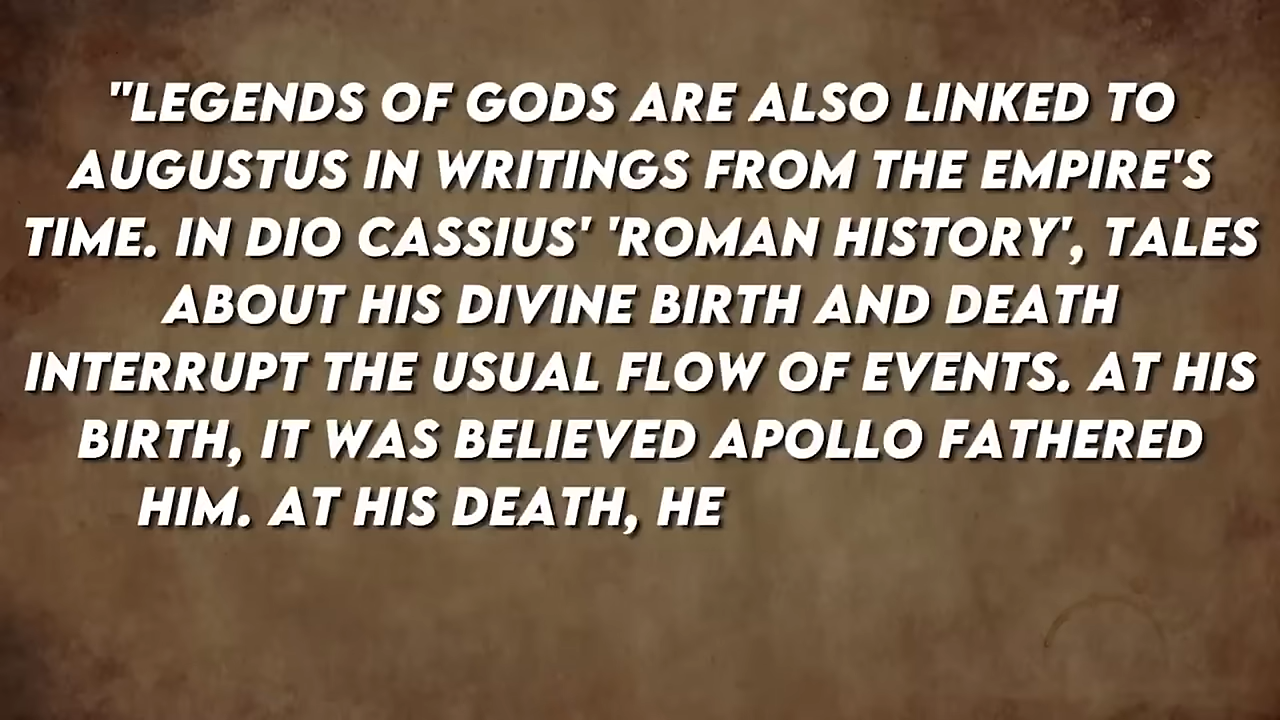 "LEGENDS OF GODS ARE ALSO LINKED TO
AUGUSTUS IN WRITINGS FROM THE EMPIRE'S
TIME. IN DIO CASSIUS' 'ROMAN HISTORY', TALES
ABOUT HIS DIVINE BIRTH AND DEATH
INTERRUPT THE USUAL FLOW OF EVENTS. AT HIS
BIRTH, IT WAS BELIEVED APOLLO FATHERED
HIM. AT HIS DEATH, HE